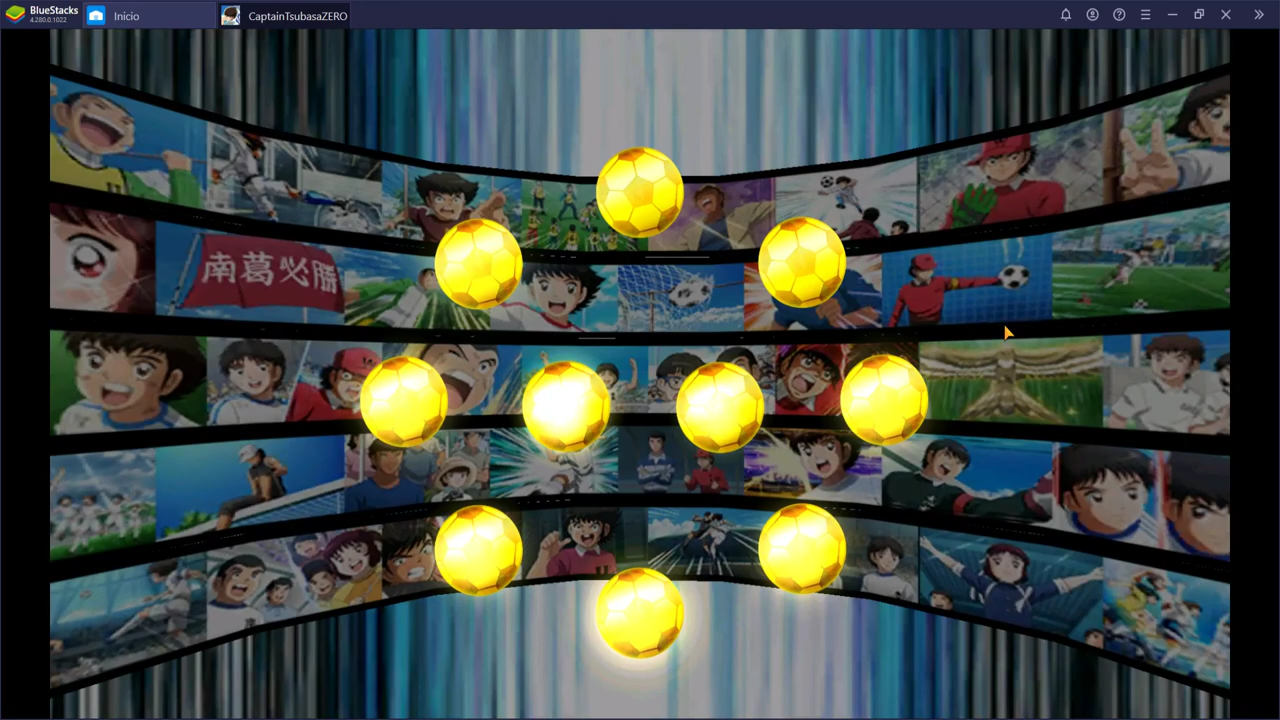 BlueStacks
4.280.0.1022
Inicio
CaptainTsubasaZERO
南葛必勝